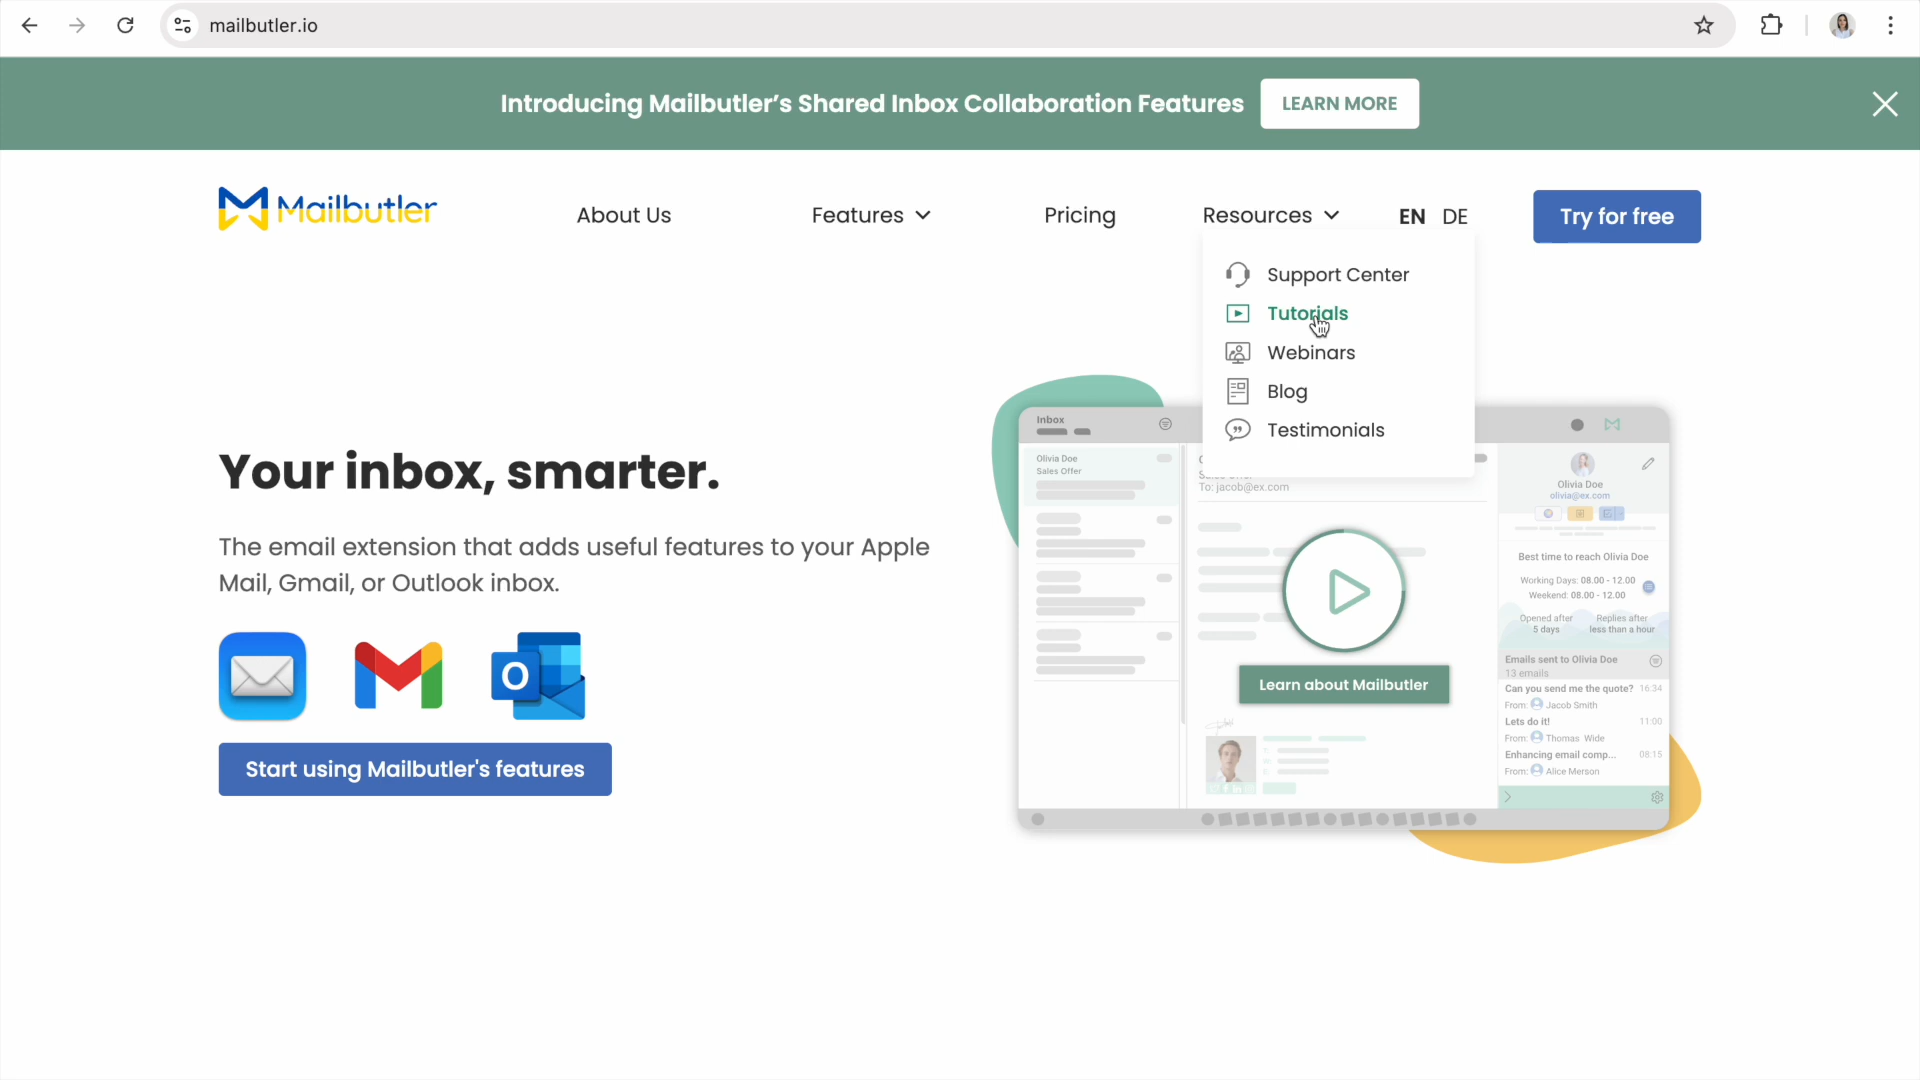 mailbutler.io
Introducing Mailbutler’s Shared Inbox Collaboration Features
LEARN MORE
Mailbutler
About Us
Features
Pricing
Resources
EN DE
Try for free
Support Center
Tutorials
Webinars
Blog
Testimonials
Your inbox, smarter.
The email extension that adds useful features to your Apple
Mail, Gmail, or Outlook inbox.
O
Start using Mailbutler's features
Inbox
Olivia Doe
Sales Offer
To: jacob@ex.com
Learn about Mailbutler
Olivia Doe
olivia@ex.com
Best time to reach Olivia Doe
Working Days: 08.00 - 12.00
Weekend: 08.00 - 12.00
Opened after
5 days
Replies after
less than a hour
Emails sent to Olivia Doe
13 emails
Can you send me the quote? 16:34
From: Jacob Smith
Lets do it! 11:00
From: Thomas Wide
Enhancing email comp... 08:15
From: Alice Merson